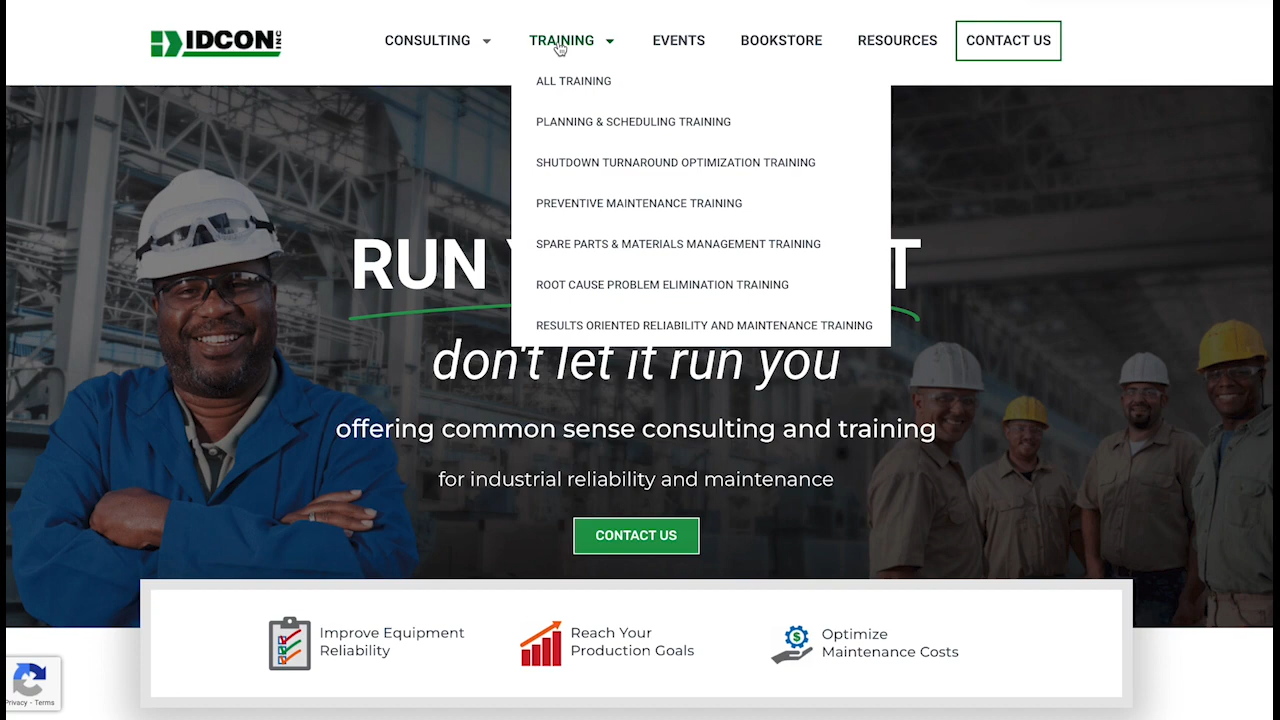 IDCON INC
CONSULTING
TRAINING
EVENTS
BOOKSTORE
RESOURCES
CONTACT US
ALL TRAINING
PLANNING & SCHEDULING TRAINING
SHUTDOWN TURNAROUND OPTIMIZATION TRAINING
PREVENTIVE MAINTENANCE TRAINING
SPARE PARTS & MATERIALS MANAGEMENT TRAINING
ROOT CAUSE PROBLEM ELIMINATION TRAINING
RESULTS ORIENTED RELIABILITY AND MAINTENANCE TRAINING
RUN
don't let it run you
offering common sense consulting and training
for industrial reliability and maintenance
CONTACT US
Improve Equipment
Reliability
Reach Your
Production Goals
Optimize
Maintenance Costs
Privacy - Terms